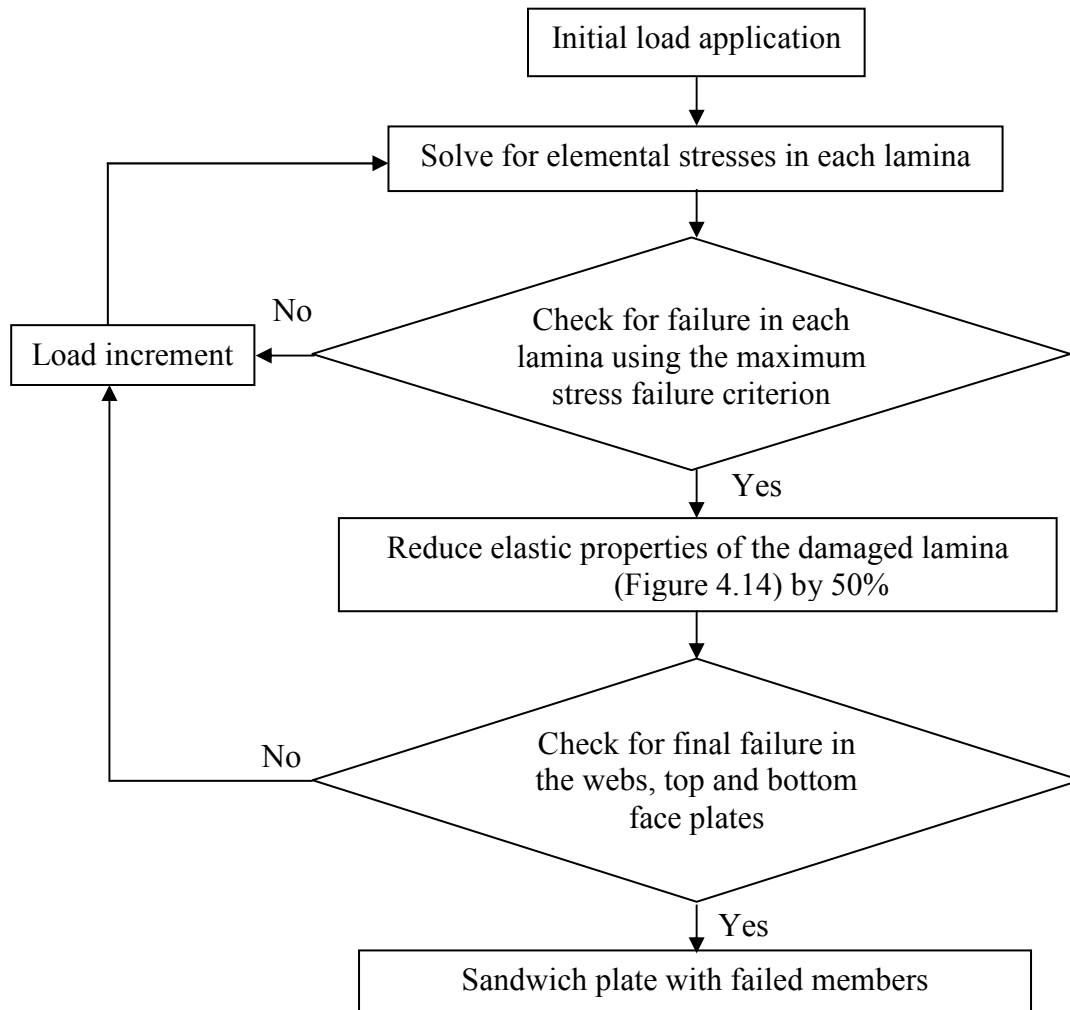 Initial load application
Solve for elemental stresses in each lamina
No
Check for failure in each
lamina using the maximum
stress failure criterion
Load increment
Yes
Reduce elastic properties of the damaged lamina
(Figure 4.14) by 50%
No
Check for final failure in
the webs, top and bottom
face plates
Yes
Sandwich plate with failed members